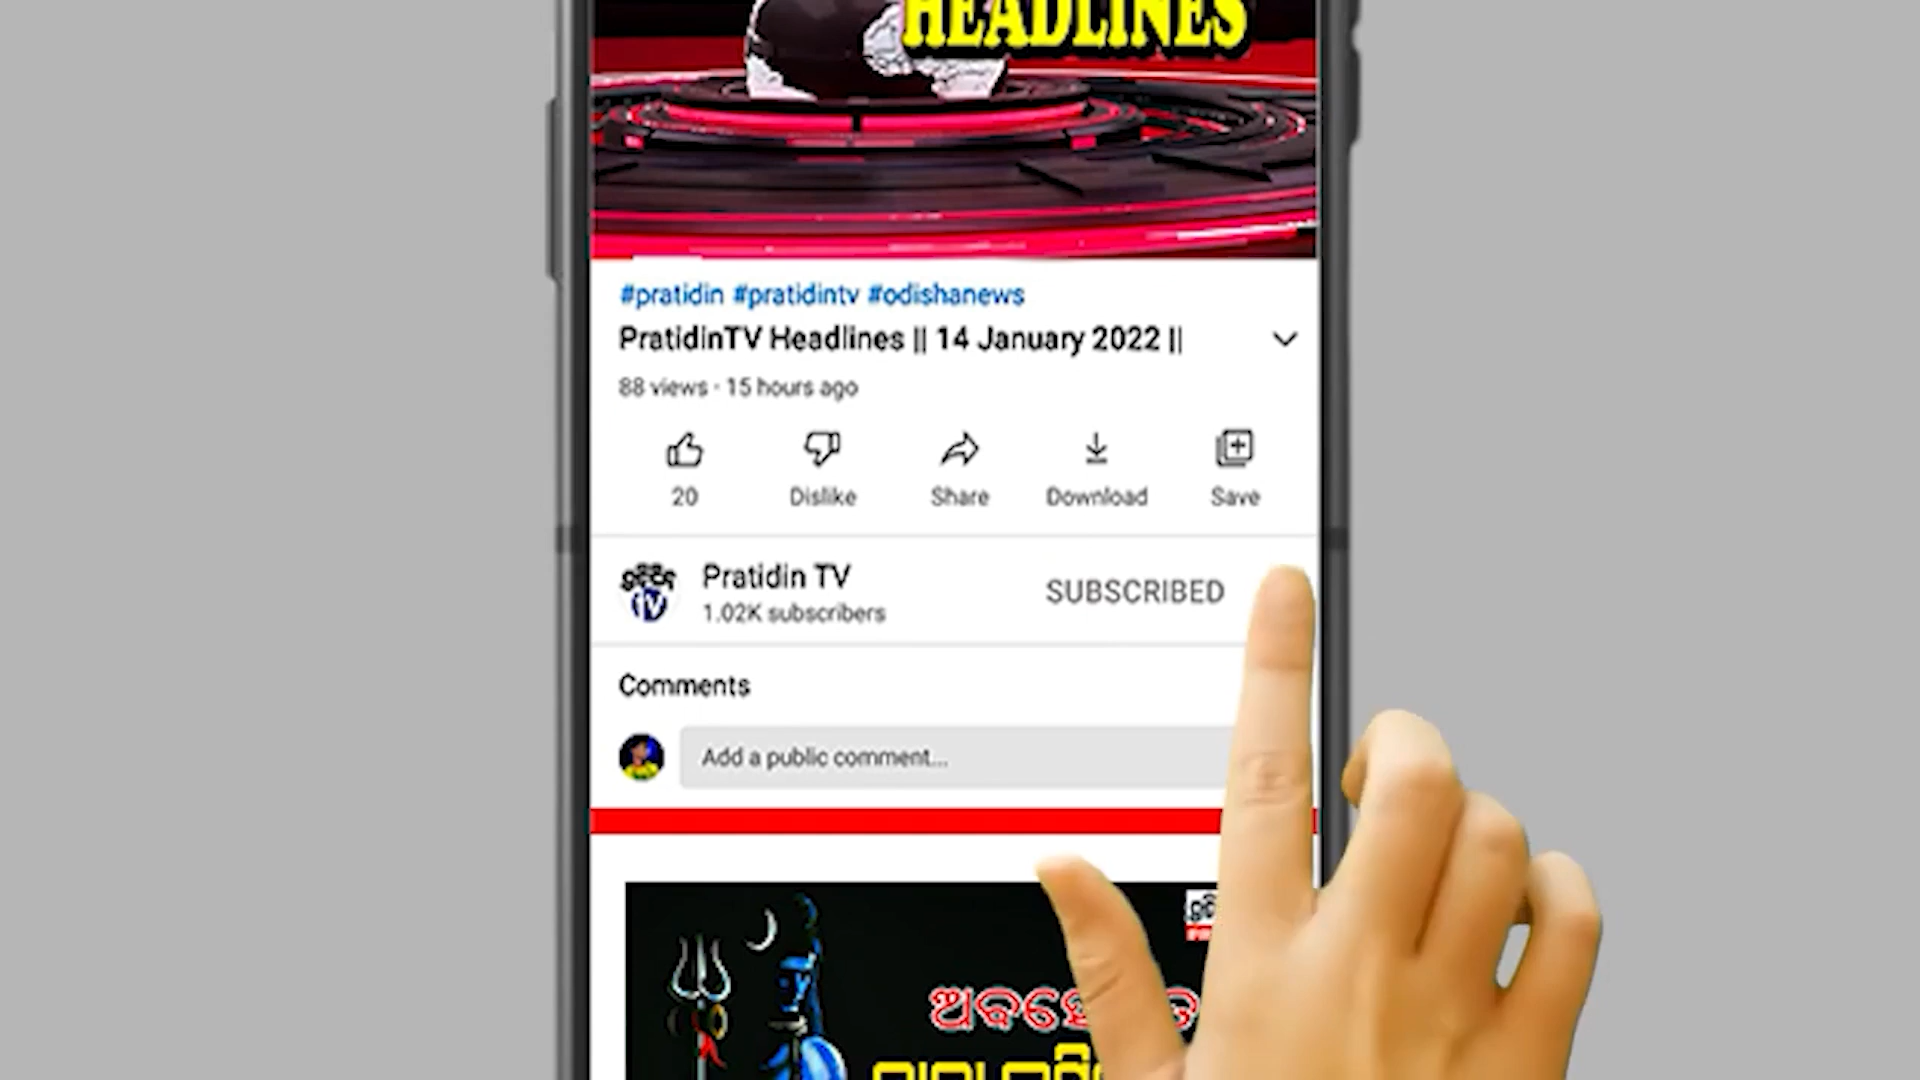 HEADLINES
#pratidin #pratidintv #odishanews
PratidinTV Headlines || 14 January 2022 ||
88 views · 15 hours ago
20 Dislike Share Download Save
Pratidin TV
1.02K subscribers
SUBSCRIBED
tv
Comments
Add a public comment...